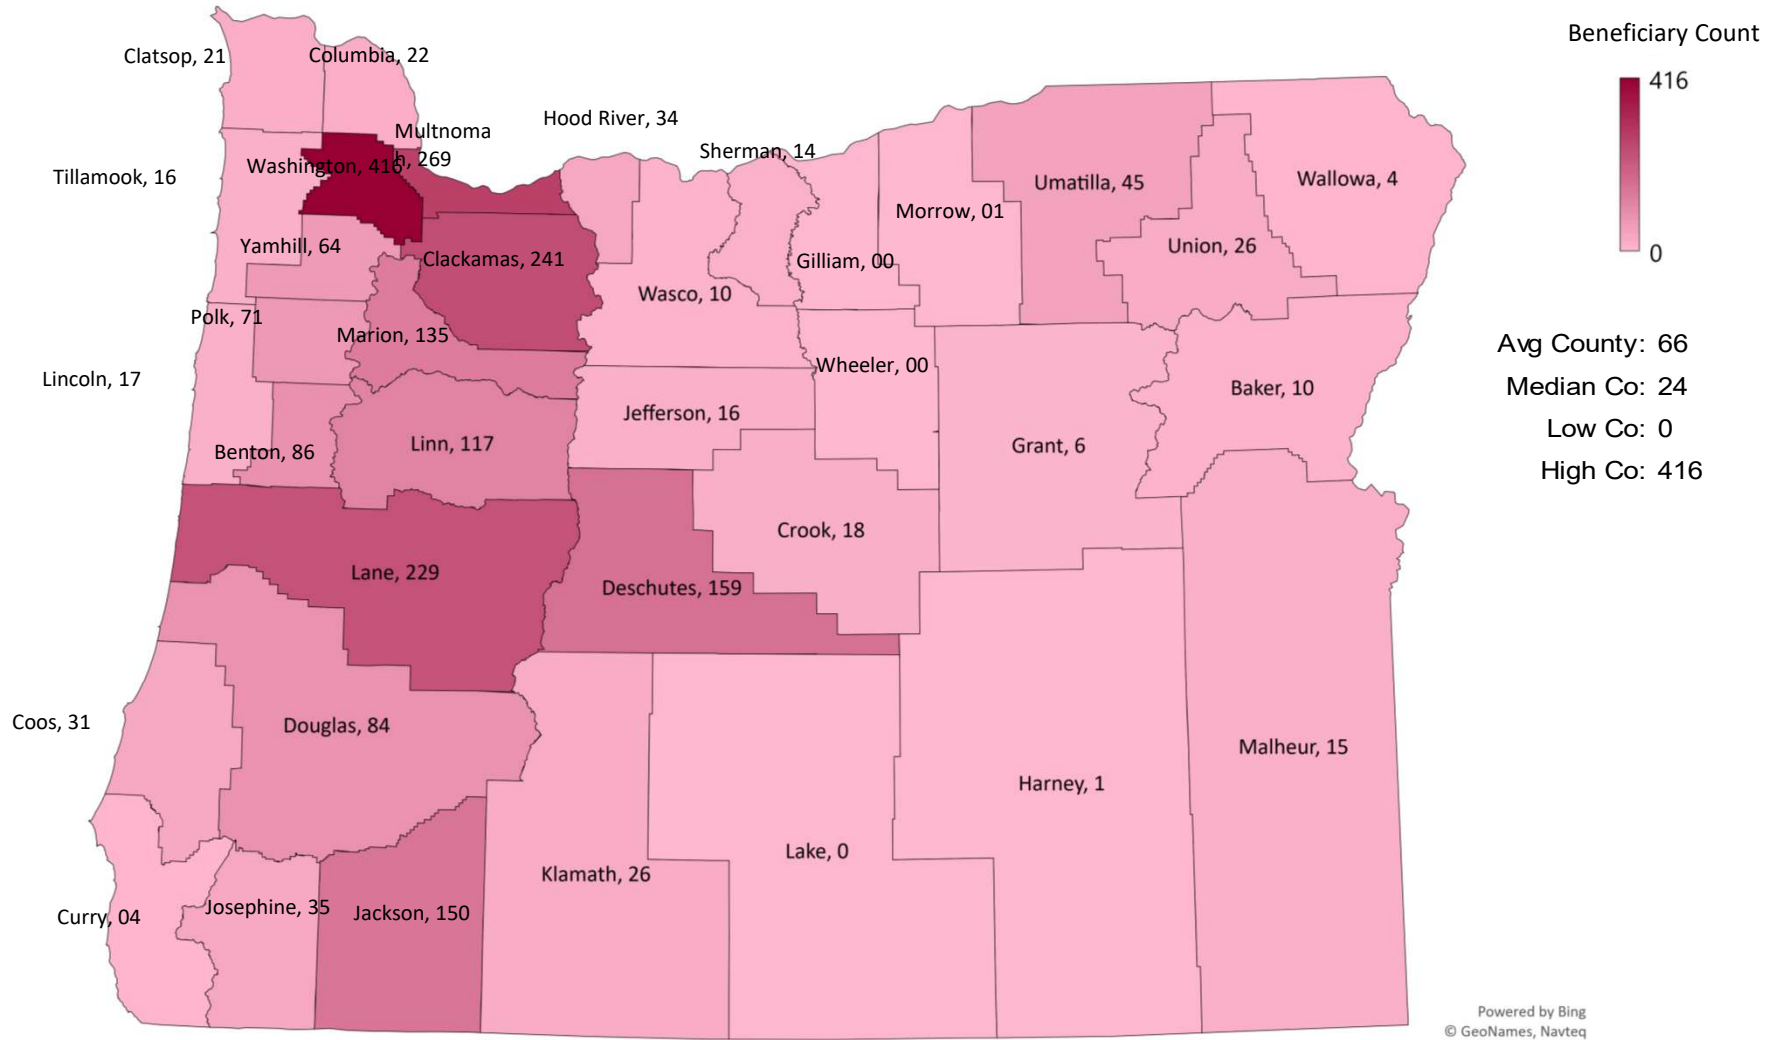 Beneficiary Count
416
0
Clatsop, 21
Columbia, 22
Hood River, 34
Multnoma
h, 269
Sherman, 14
Washington, 416
Tillamook, 16
Umatilla, 45
Wallowa, 4
Morrow, 01
Yamhill, 64
Clackamas, 241
Gilliam, 00
Union, 26
Wasco, 10
Polk, 71
Marion, 135
Wheeler, 00
Lincoln, 17
Baker, 10
Jefferson, 16
Benton, 86
Linn, 117
Grant, 6
Crook, 18
Lane, 229
Deschutes, 159
Coos, 31
Douglas, 84
Malheur, 15
Harney, 1
Lake, 0
Klamath, 26
Curry, 04
Josephine, 35
Jackson, 150
Avg County: 66
Median Co: 24
Low Co: 0
High Co: 416
Powered by Bing
© GeoNames, Navteq